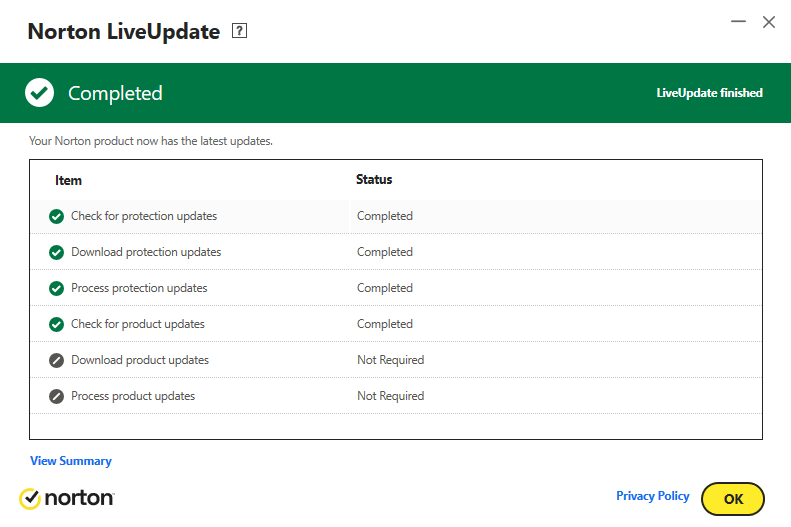 Norton LiveUpdate ?
Completed LiveUpdate finished
Your Norton product now has the latest updates.
Item Status
Check for protection updates Completed
Download protection updates Completed
Process protection updates Completed
Check for product updates Completed
Download product updates Not Required
Process product updates Not Required
View Summary
norton Privacy Policy OK